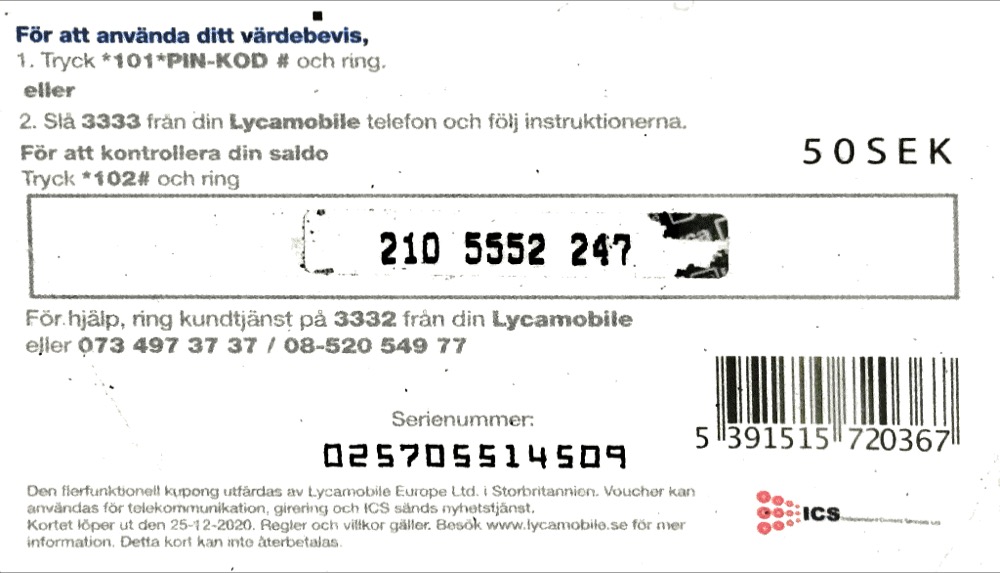 För att använda ditt värdebevis,
1. Tryck *101*PIN-KOD # och ring.
eller
2. Slå 3333 från din Lycamobile telefon och följ instruktionerna.
För att kontrollera din saldo
Tryck *102# och ring
50SEK
210 5552 247
För hjälp, ring kundtjänst på 3332 från din Lycamobile
eller 073 497 37 37 / 08-520 549 77
Serienummer:
025705514509
5 391515 720367
Den flerfunktionell kupong utfärdas av Lycamobile Europe Ltd. i Storbritannien. Voucher kan
användas för telekommunikation, girering och ICS sänds nyhetstjänst.
Kortet löper ut den 25-12-2020. Regler och villkor gäller. Besök www.lycamobile.se för mer
information. Detta kort kan inte återbetalas.
ICS